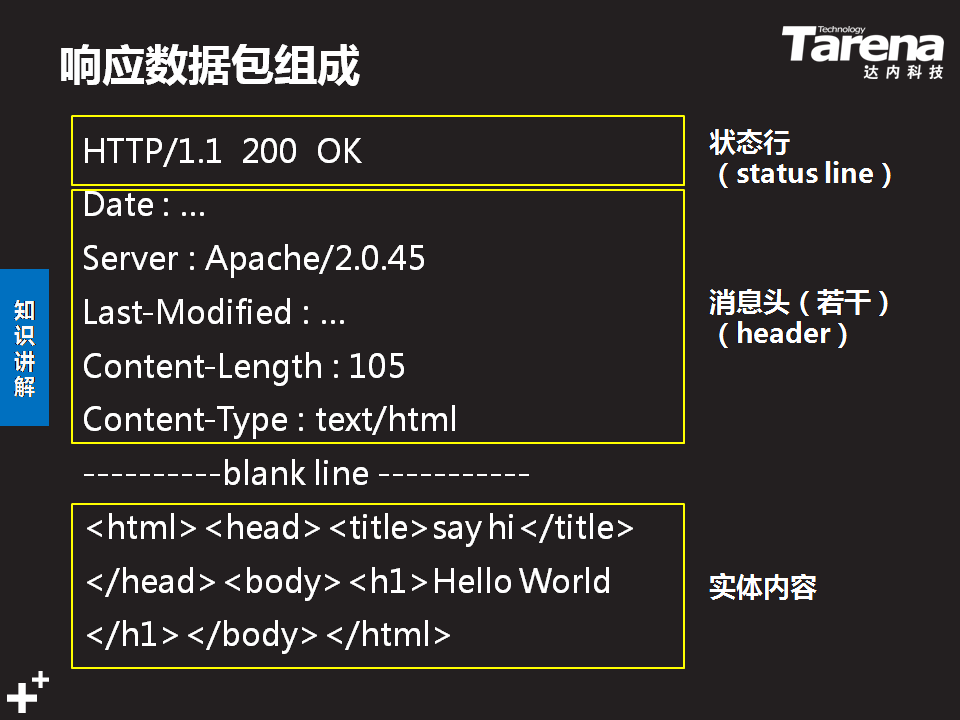 响应数据包组成
Technology
Tarena
达内科技
HTTP/1.1 200 OK
状态行
（status line）
Date : ...
Server : Apache/2.0.45
Last-Modified : ...
Content-Length : 105
Content-Type : text/html
消息头（若干）
（header）
知识讲解
----------blank line -----------
<html><head><title>say hi</title>
</head><body><h1>Hello World
</h1></body></html>
实体内容